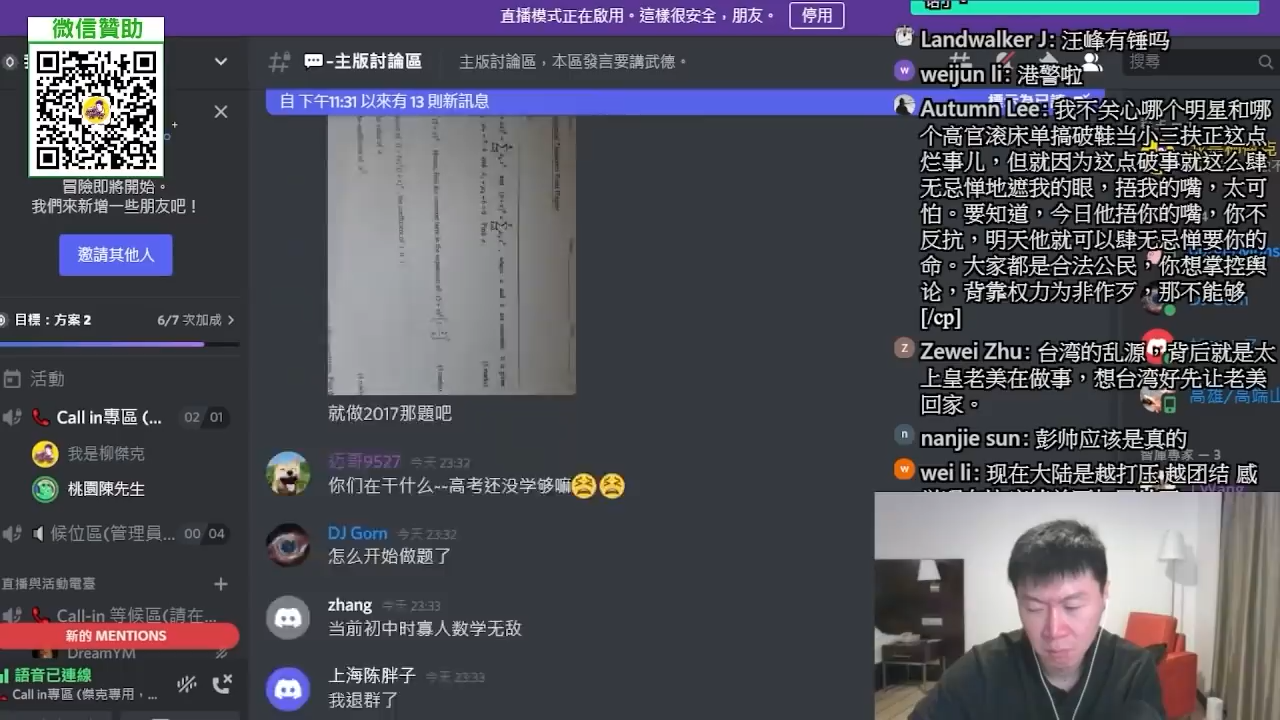 直播模式正在啟用。這樣很安全，朋友。
停用
微信贊助
-主版討論區
主版討論區，本區發言要講武德。
搜尋
自 下午11:31 以來有 13 則新訊息
冒險即將開始。
我們來新增一些朋友吧！
邀請其他人
目標：方案 2
6/7 次加成
活動
Call in專區 (...
02 01
我是柳傑克
桃園陳先生
候位區(管理員...
00 04
直播與活動電臺
Call-in 等候區(請在...
新的 MENTIONS
DreamYM
語音已連線
Call in專區 (傑克專用，...
就做2017那題吧
迈哥9527 今天 23:32
你们在干什么~~高考还没学够嘛
DJ Gorn 今天 23:32
怎么开始做题了
zhang 今天 23:33
当前初中时寡人数学无敌
上海陈胖子 今天 23:33
我退群了
Landwalker J: 汪峰有锤吗
weijun li: 港警啦
Autumn Lee: 我不关心哪个明星和哪
个高官滚床单搞破鞋当小三扶正这点
烂事儿，但就因为这点破事就这么肆
无忌惮地遮我的眼，捂我的嘴，太可
怕。要知道，今日他捂你的嘴，你不
反抗，明天他就可以肆无忌惮要你的
命。大家都是合法公民，你想掌控舆
论，背靠权力为非作歹，那不能够
[/cp]
Zewei Zhu: 台湾的乱源，背后就是太
上皇老美在做事，想台湾好先让老美
回家。
nanjie sun: 彭帅应该是真的
wei li: 现在大陆是越打压 越团结 感